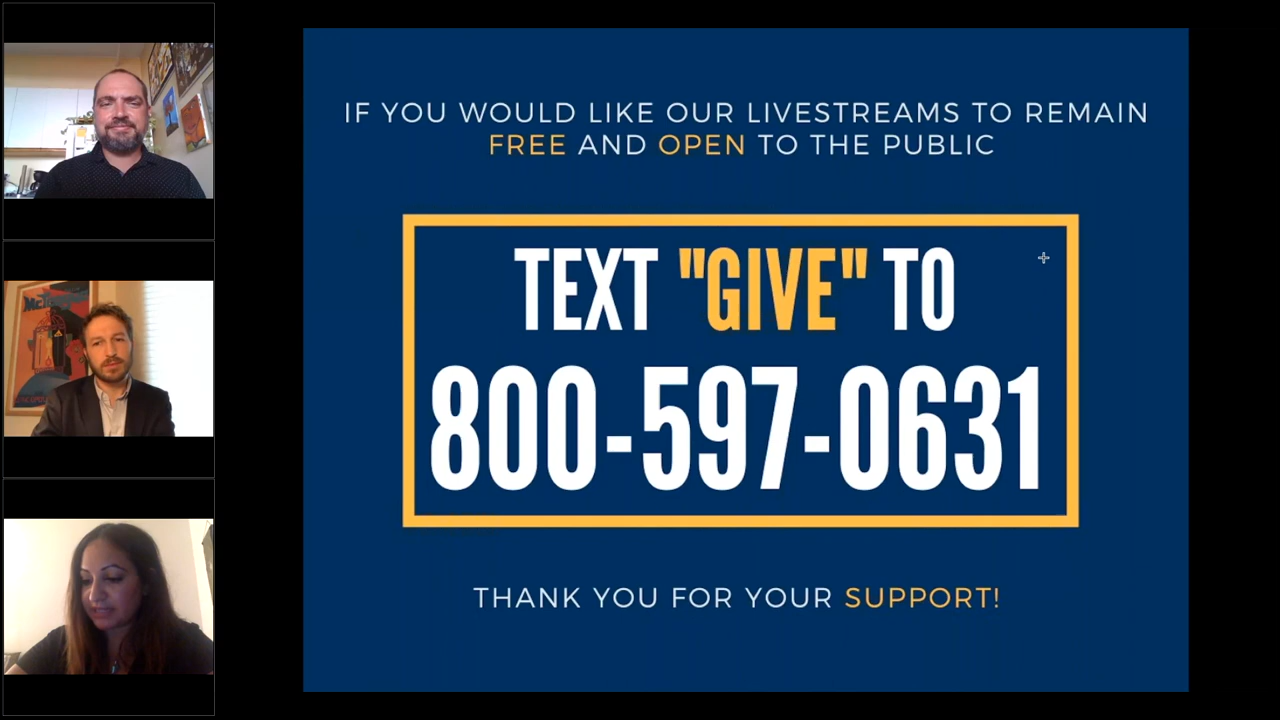 IF YOU WOULD LIKE OUR LIVESTREAMS TO REMAIN
FREE AND OPEN TO THE PUBLIC
TEXT "GIVE" TO
800-597-0631
THANK YOU FOR YOUR SUPPORT!